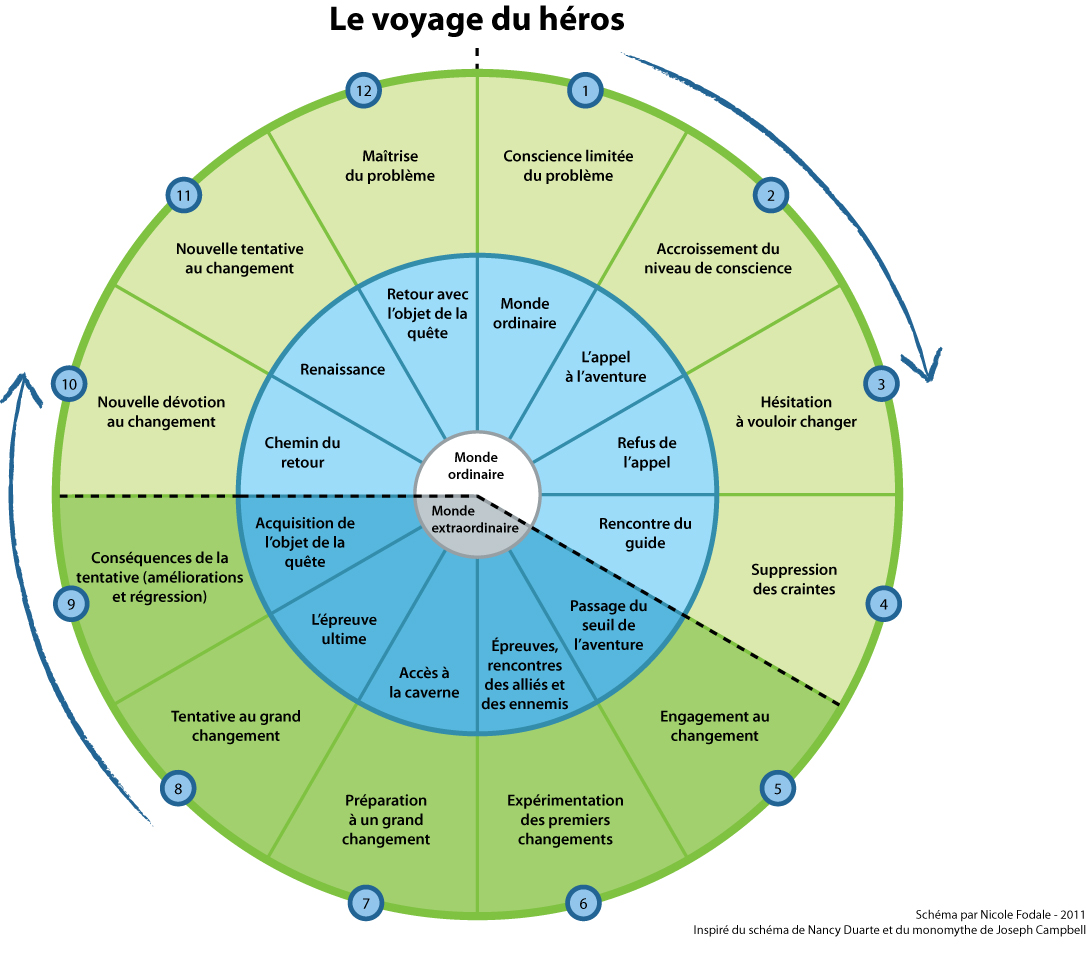 Le voyage du héros
1
Conscience limitée
du problème
2
Accroissement du
niveau de conscience
3
Hésitation
à vouloir changer
4
Suppression
des craintes
5
Engagement au
changement
6
Expérimentation
des premiers
changements
7
Préparation
à un grand
changement
8
Tentative au grand
changement
9
Conséquences de la
tentative (améliorations
et régression)
10
Nouvelle dévotion
au changement
11
Nouvelle tentative
au changement
12
Maîtrise
du problème
Monde
ordinaire
L'appel
à l'aventure
Refus de
l'appel
Rencontre du
guide
Passage du
seuil de
l'aventure
Épreuves,
rencontres
des alliés et
des ennemis
Accès à
la caverne
L'épreuve
ultime
Acquisition de
l'objet de la
quête
Chemin du
retour
Renaissance
Retour avec
l'objet de la
quête
Monde
ordinaire
Monde
extraordinaire
Schéma par Nicole Fodale - 2011
Inspiré du schéma de Nancy Duarte et du monomythe de Joseph Campbell